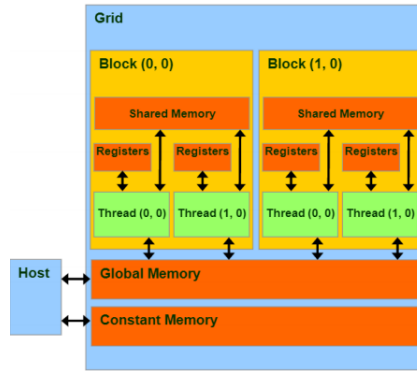 Grid
Block (0, 0)
Block (1, 0)
Shared Memory
Shared Memory
Registers
Registers
Registers
Registers
Thread (0, 0)
Thread (1, 0)
Thread (0, 0)
Thread (1, 0)
Host
Global Memory
Constant Memory